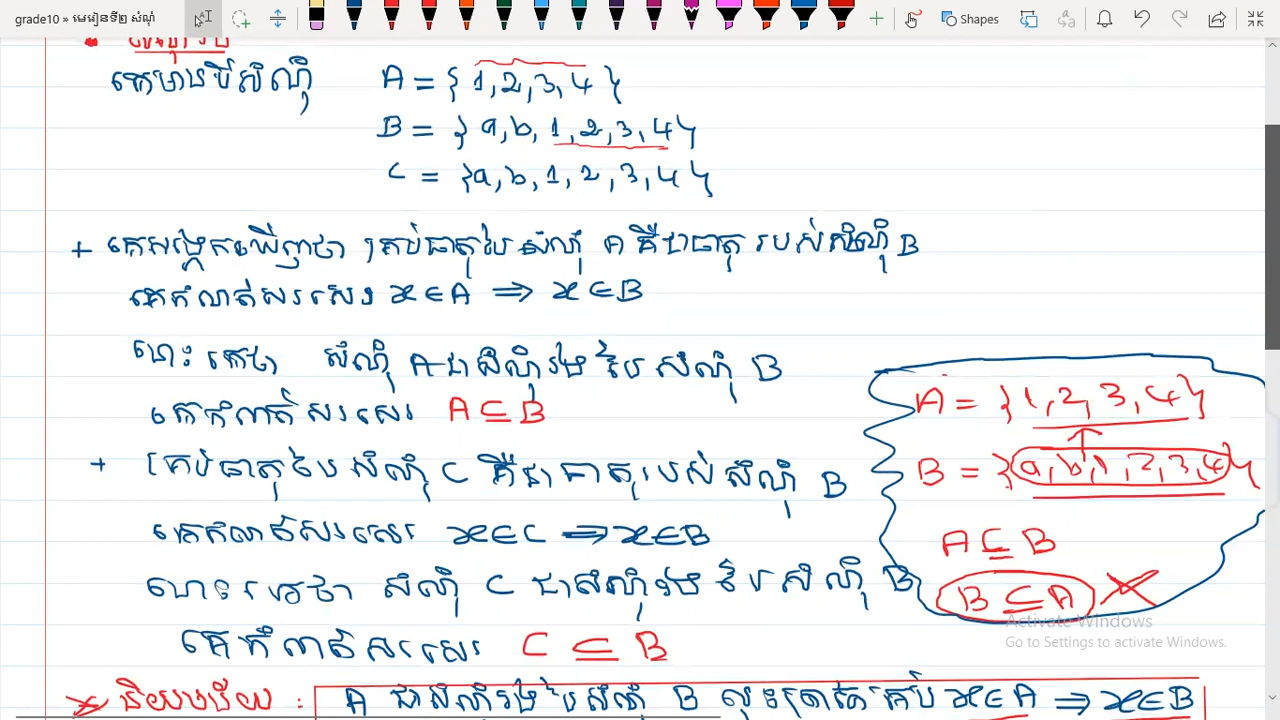 grade10 » មេរៀនទី២ សំណុំ
Shapes
គេមានបីសំណុំ A = {1,2,3,4}
B = {a,b,1,2,3,4}
C = {a,b,1,2,3,4}
+ គេសង្កេតឃើញថា គ្រប់ធាតុនៃសំណុំ A គឺជាធាតុរបស់សំណុំ B
គេកំណត់សរសេរ x∈A ⟹ x∈B
នោះគេថា សំណុំ A ជាសំណុំរងនៃសំណុំ B
គេកំណត់សរសេរ A ⊆ B
+ គ្រប់ធាតុនៃសំណុំ C គឺជាធាតុរបស់សំណុំ B
គេកំណត់សរសេរ x∈C ⟹ x∈B
នោះគេថា សំណុំ C ជាសំណុំរងនៃសំណុំ B
គេកំណត់សរសេរ C ⊆ B
A = {1,2,3,4}
B = {a,b,1,2,3,4}
A ⊆ B
B ⊆ A
Activate Windows
Go to Settings to activate Windows.
និយមន័យ : A ជាសំណុំរងនៃសំណុំ B លុះត្រាតែគ្រប់ x∈A ⟹ x∈B